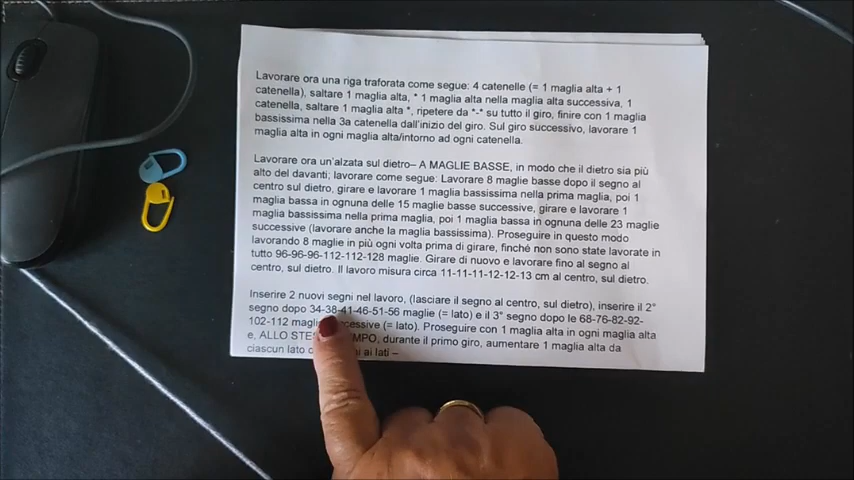 Lavorare ora una riga traforata come segue: 4 catenelle (= 1 maglia alta + 1
catenella), saltare 1 maglia alta, * 1 maglia alta nella maglia alta successiva, 1
catenella, saltare 1 maglia alta *, ripetere da *-* su tutto il giro, finire con 1 maglia
bassissima nella 3a catenella dall'inizio del giro. Sul giro successivo, lavorare 1
maglia alta in ogni maglia alta/intorno ad ogni catenella.
Lavorare ora un'alzata sul dietro– A MAGLIE BASSE, in modo che il dietro sia più
alto del davanti; lavorare come segue: Lavorare 8 maglie basse dopo il segno al
centro sul dietro, girare e lavorare 1 maglia bassissima nella prima maglia, poi 1
maglia bassa in ognuna delle 15 maglie basse successive, girare e lavorare 1
maglia bassissima nella prima maglia, poi 1 maglia bassa in ognuna delle 23 maglie
successive (lavorare anche la maglia bassissima). Proseguire in questo modo
lavorando 8 maglie in più ogni volta prima di girare, finché non sono state lavorate in
tutto 96-96-96-112-112-128 maglie. Girare di nuovo e lavorare fino al segno al
centro, sul dietro. Il lavoro misura circa 11-11-11-12-12-13 cm al centro, sul dietro.
Inserire 2 nuovi segni nel lavoro, (lasciare il segno al centro, sul dietro), inserire il 2°
segno dopo 34-38-41-46-51-56 maglie (= lato) e il 3° segno dopo le 68-76-82-92-
102-112 maglie successive (= lato). Proseguire con 1 maglia alta in ogni maglia alta
e, ALLO durante il primo giro, aumentare 1 maglia alta da
ciascun lato ai lati –